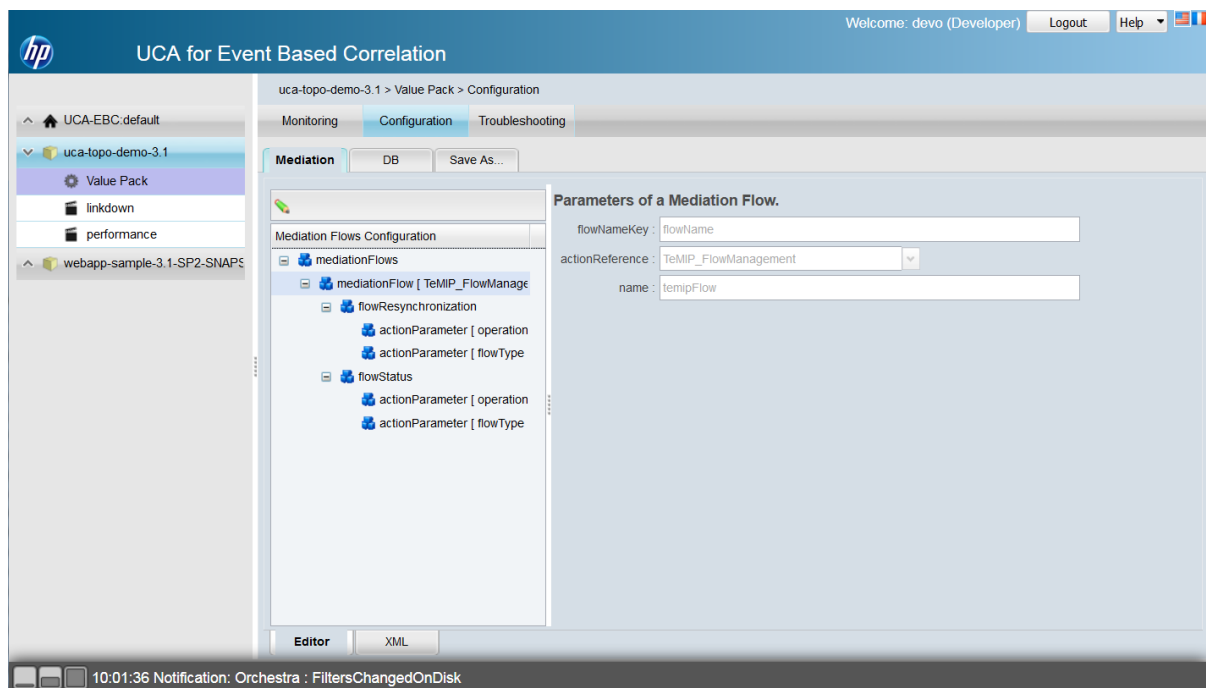 Welcome: devo (Developer) Logout Help
hp UCA for Event Based Correlation
uca-topo-demo-3.1 > Value Pack > Configuration
UCA-EBC:default
Monitoring Configuration Troubleshooting
uca-topo-demo-3.1
Mediation DB Save As...
Value Pack
linkdown
performance
webapp-sample-3.1-SP2-SNAPS
Mediation Flows Configuration
mediationFlows
mediationFlow [ TeMIP_FlowManage
flowResynchronization
actionParameter [ operation
actionParameter [ flowType
flowStatus
actionParameter [ operation
actionParameter [ flowType
Parameters of a Mediation Flow.
flowNameKey : flowName
actionReference : TeMIP_FlowManagement
name : temipFlow
Editor XML
10:01:36 Notification: Orchestra : FiltersChangedOnDisk